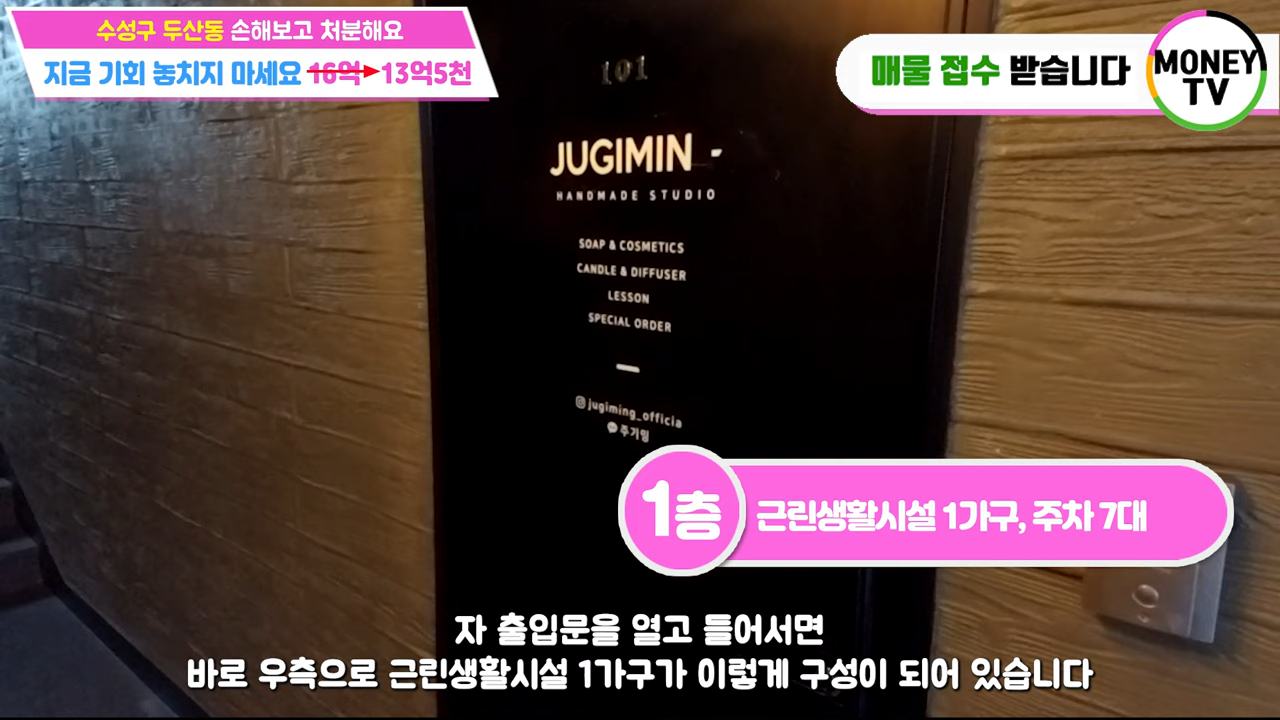 수성구 두산동 손해보고 처분해요
지금 기회 놓치지 마세요 16억→13억5천
매물 접수 받습니다
MONEY
TV
101
JUGIMIN -
HANDMADE STUDIO
SOAP & COSMETICS
CANDLE & DIFFUSER
LESSON
SPECIAL ORDER
jugiming_officia
주기밍
1층
근린생활시설 1가구, 주차 7대
자 출입문을 열고 들어서면
바로 우측으로 근린생활시설 1가구가 이렇게 구성이 되어 있습니다